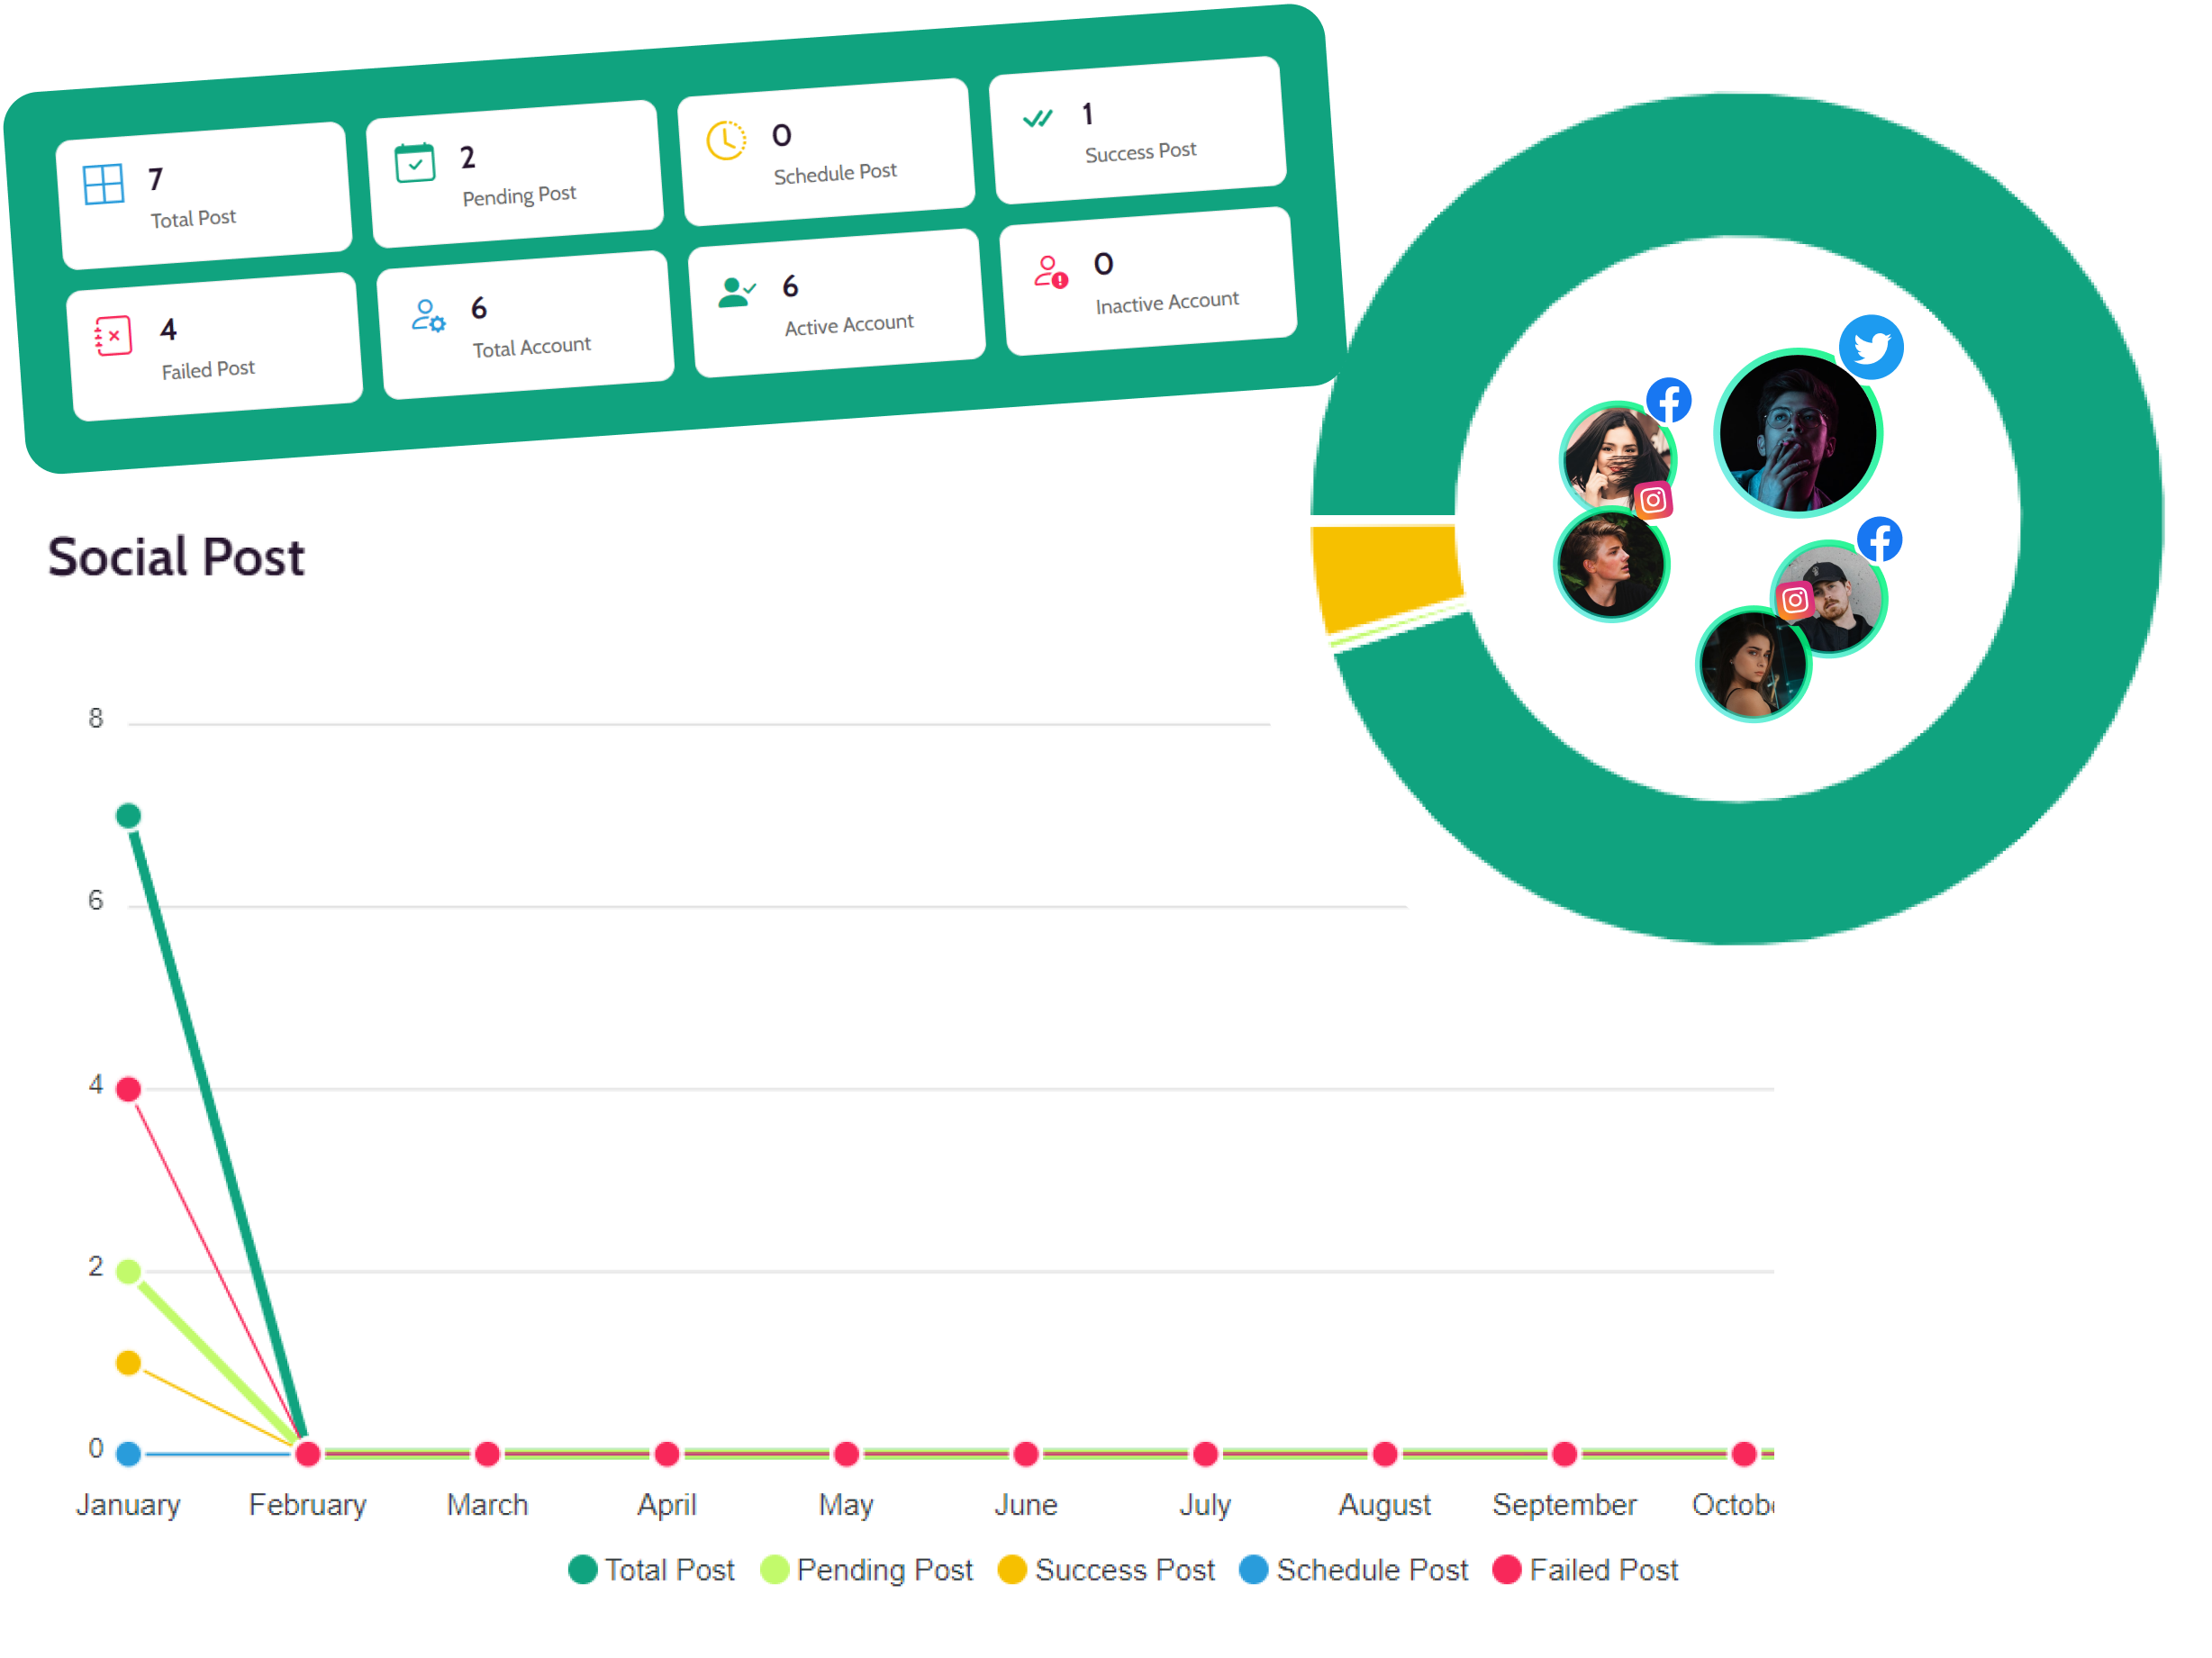 7
Total Post
2
Pending Post
0
Schedule Post
1
Success Post
4
Failed Post
6
Total Account
6
Active Account
0
Inactive Account
Social Post
8
6
4
2
0
January February March April May June July August September Octob
Total Post Pending Post Success Post Schedule Post Failed Post